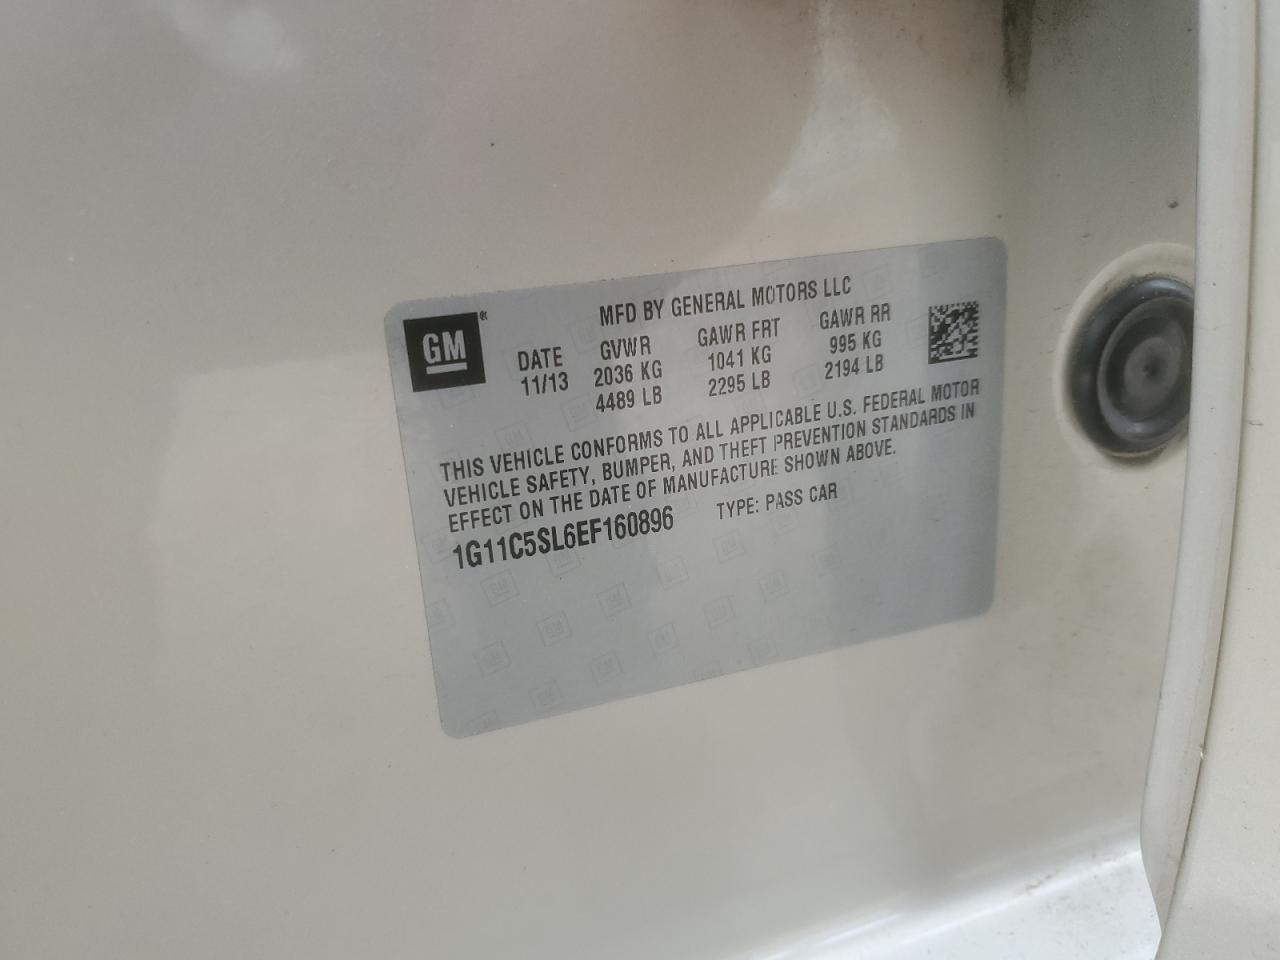 GM®
MFD BY GENERAL MOTORS LLC
DATE GVWR GAWR FRT GAWR RR
11/13 2036 KG 1041 KG 995 KG
4489 LB 2295 LB 2194 LB
THIS VEHICLE CONFORMS TO ALL APPLICABLE U.S. FEDERAL MOTOR
VEHICLE SAFETY, BUMPER, AND THEFT PREVENTION STANDARDS IN
EFFECT ON THE DATE OF MANUFACTURE SHOWN ABOVE.
1G11C5SL6EF160896 TYPE: PASS CAR